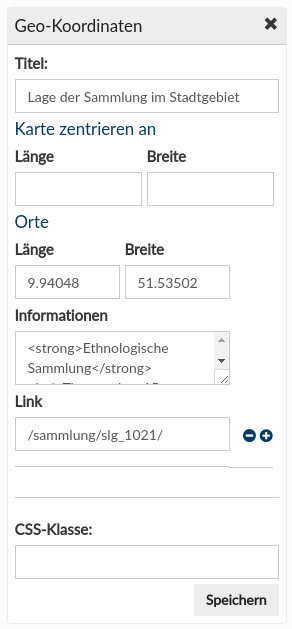 Geo-Koordinaten
Titel:
Lage der Sammlung im Stadtgebiet
Karte zentrieren an
Länge Breite
Orte
Länge Breite
9.94048 51.53502
Informationen
<strong>Ethnologische
Sammlung</strong>
Link
/sammlung/slg_1021/
CSS-Klasse:
Speichern